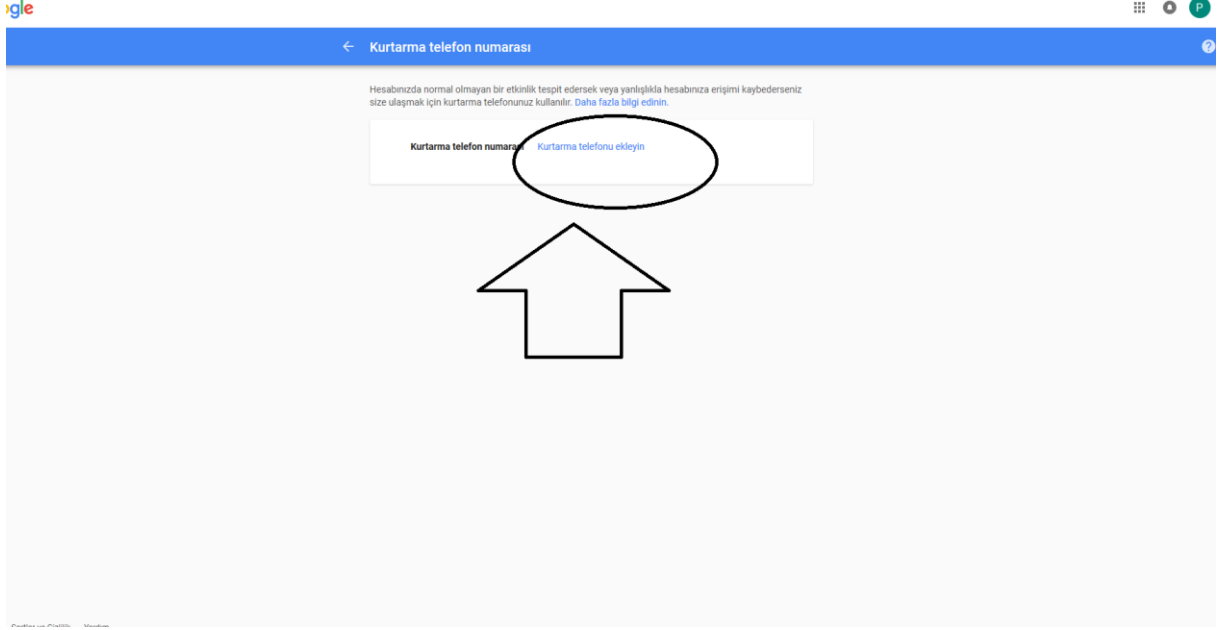 ogle
P
Kurtarma telefon numarası
?
Hesabınızda normal olmayan bir etkinlik tespit edersek veya yanlışlıkla hesabınıza erişimi kaybederseniz
size ulaşmak için kurtarma telefonunuz kullanılır. Daha fazla bilgi edinin.
Kurtarma telefon numarası Kurtarma telefonu ekleyin